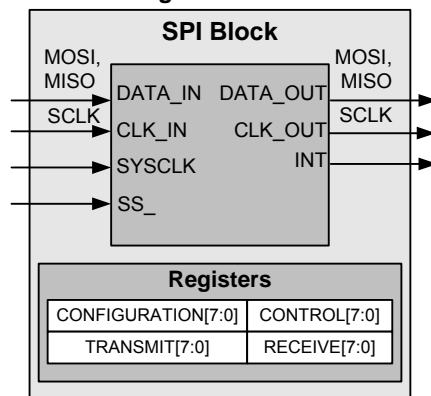 SPI Block
MOSI,
MISO
SCLK
DATA_IN
CLK_IN
SYSCLK
SS_
DATA_OUT
CLK_OUT
INT
MOSI,
MISO
SCLK
Registers
CONFIGURATION[7:0] CONTROL[7:0]
TRANSMIT[7:0] RECEIVE[7:0]